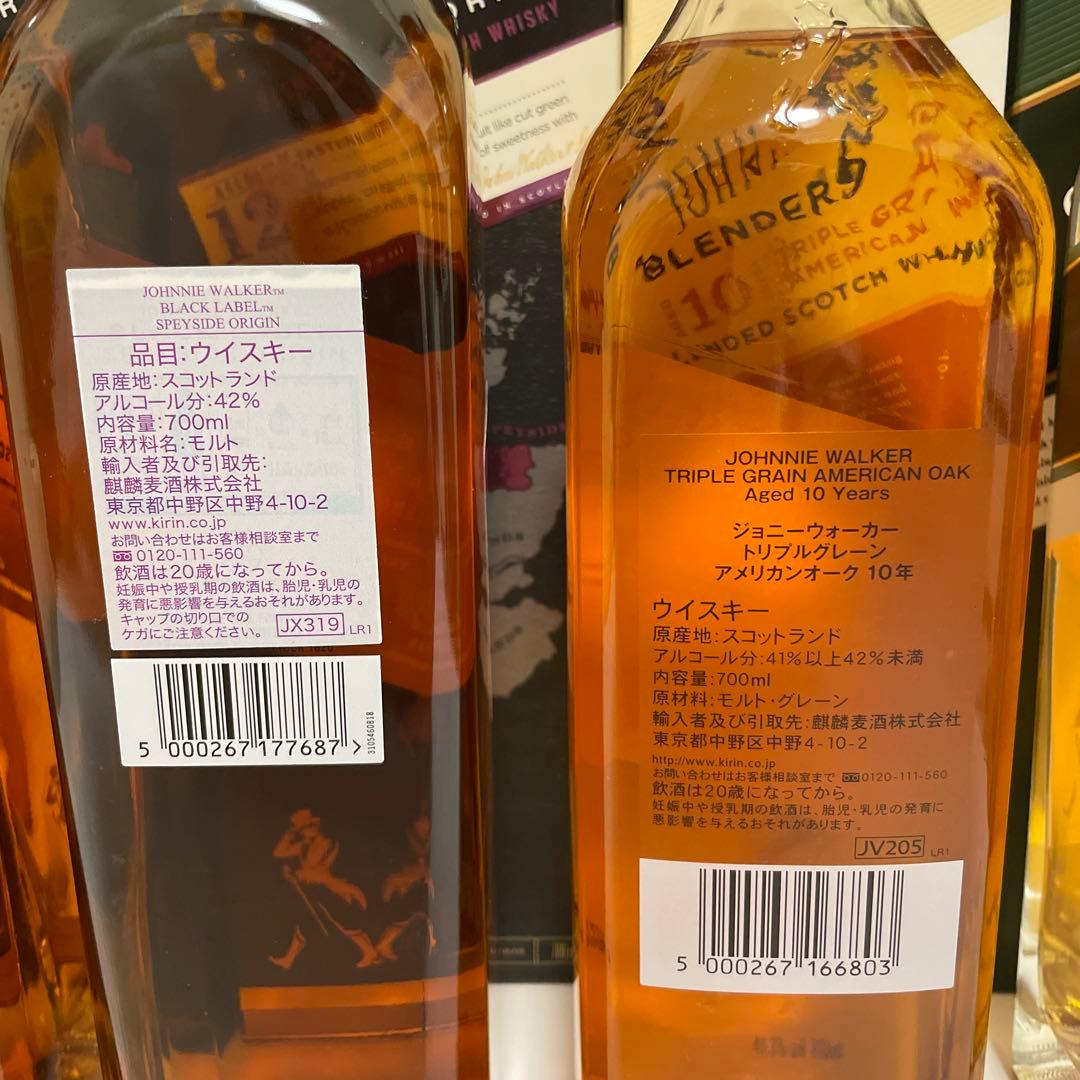 H WHISKY
uit like cut green
of sweetness with
IN SCOTL
12
JOHNNIE WALKER™
BLACK LABEL™
SPEYSIDE ORIGIN
品目:ウイスキー
原産地:スコットランド
アルコール分:42%
内容量:700ml
原材料名:モルト
輸入者及び引取先:
麒麟麦酒株式会社
東京都中野区中野4-10-2
www.kirin.co.jp
お問い合わせはお客様相談室まで
0120-111-560
飲酒は20歳になってから。
妊娠中や授乳期の飲酒は、胎児・乳児の
発育に悪影響を与えるおそれがあります。
キャップの切り口での
ケガにご注意ください。 JX319 LR1
5 000267 177687 >
3105460818
JOHN
BLENDERS
TRIPLE GR
AMERICAN
10
ENDED SCOTCH WH
JOHNNIE WALKER
TRIPLE GRAIN AMERICAN OAK
Aged 10 Years
ジョニーウォーカー
トリプルグレーン
アメリカンオーク 10年
ウイスキー
原産地:スコットランド
アルコール分:41%以上42%未満
内容量:700ml
原材料:モルト・グレーン
輸入者及び引取先:麒麟麦酒株式会社
東京都中野区中野4-10-2
http://www.kirin.co.jp
お問い合わせはお客様相談室まで 0120-111-560
飲酒は20歳になってから。
妊娠中や授乳期の飲酒は、胎児・乳児の発育に
悪影響を与えるおそれがあります。
JV205 LR1
5 000267 166803